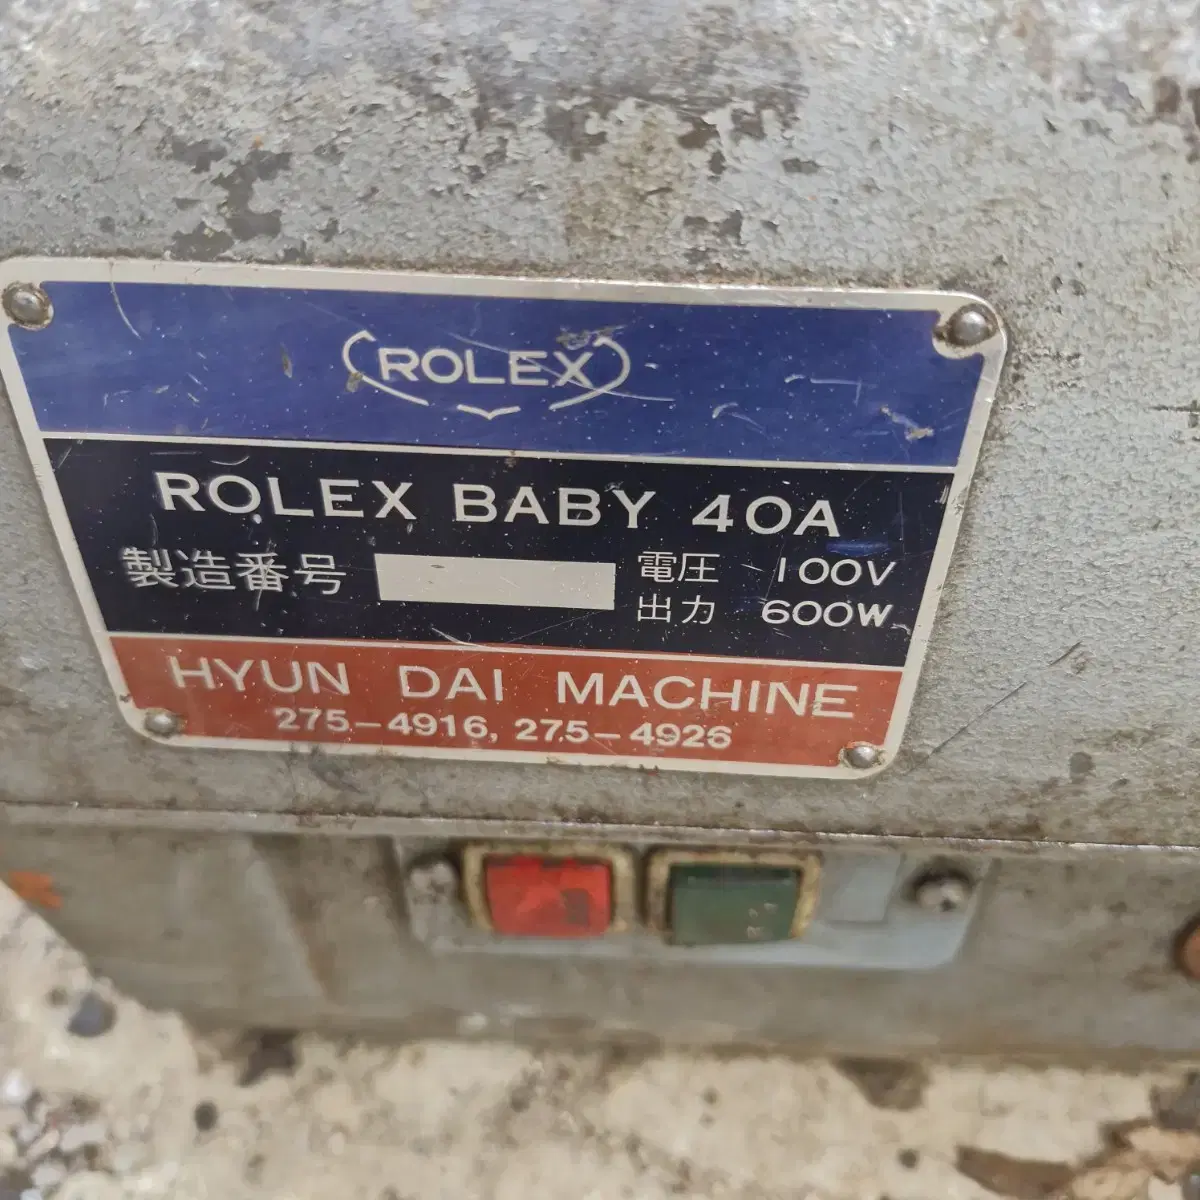 ROLEX
ROLEX BABY 40A
製造番号
電圧 100V
出力 600W
HYUN DAI MACHINE
275-4916, 275-4926